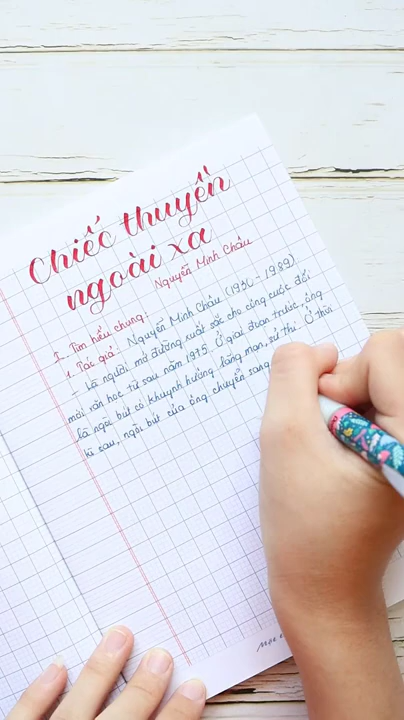 Chiếc thuyền
ngoài xa
Nguyễn Minh Châu
I. Tìm hiểu chung.
1. Tác giả: Nguyễn Minh Châu (1930 - 1989)
- Là người mở đường xuất sắc cho công cuộc đổi
mới văn học từ sau năm 1975. Ở giai đoạn trước, ông
là ngòi bút có khuynh hướng lãng mạn, sử thi. Ở thời
kì sau, ngòi bút của ông chuyển sang